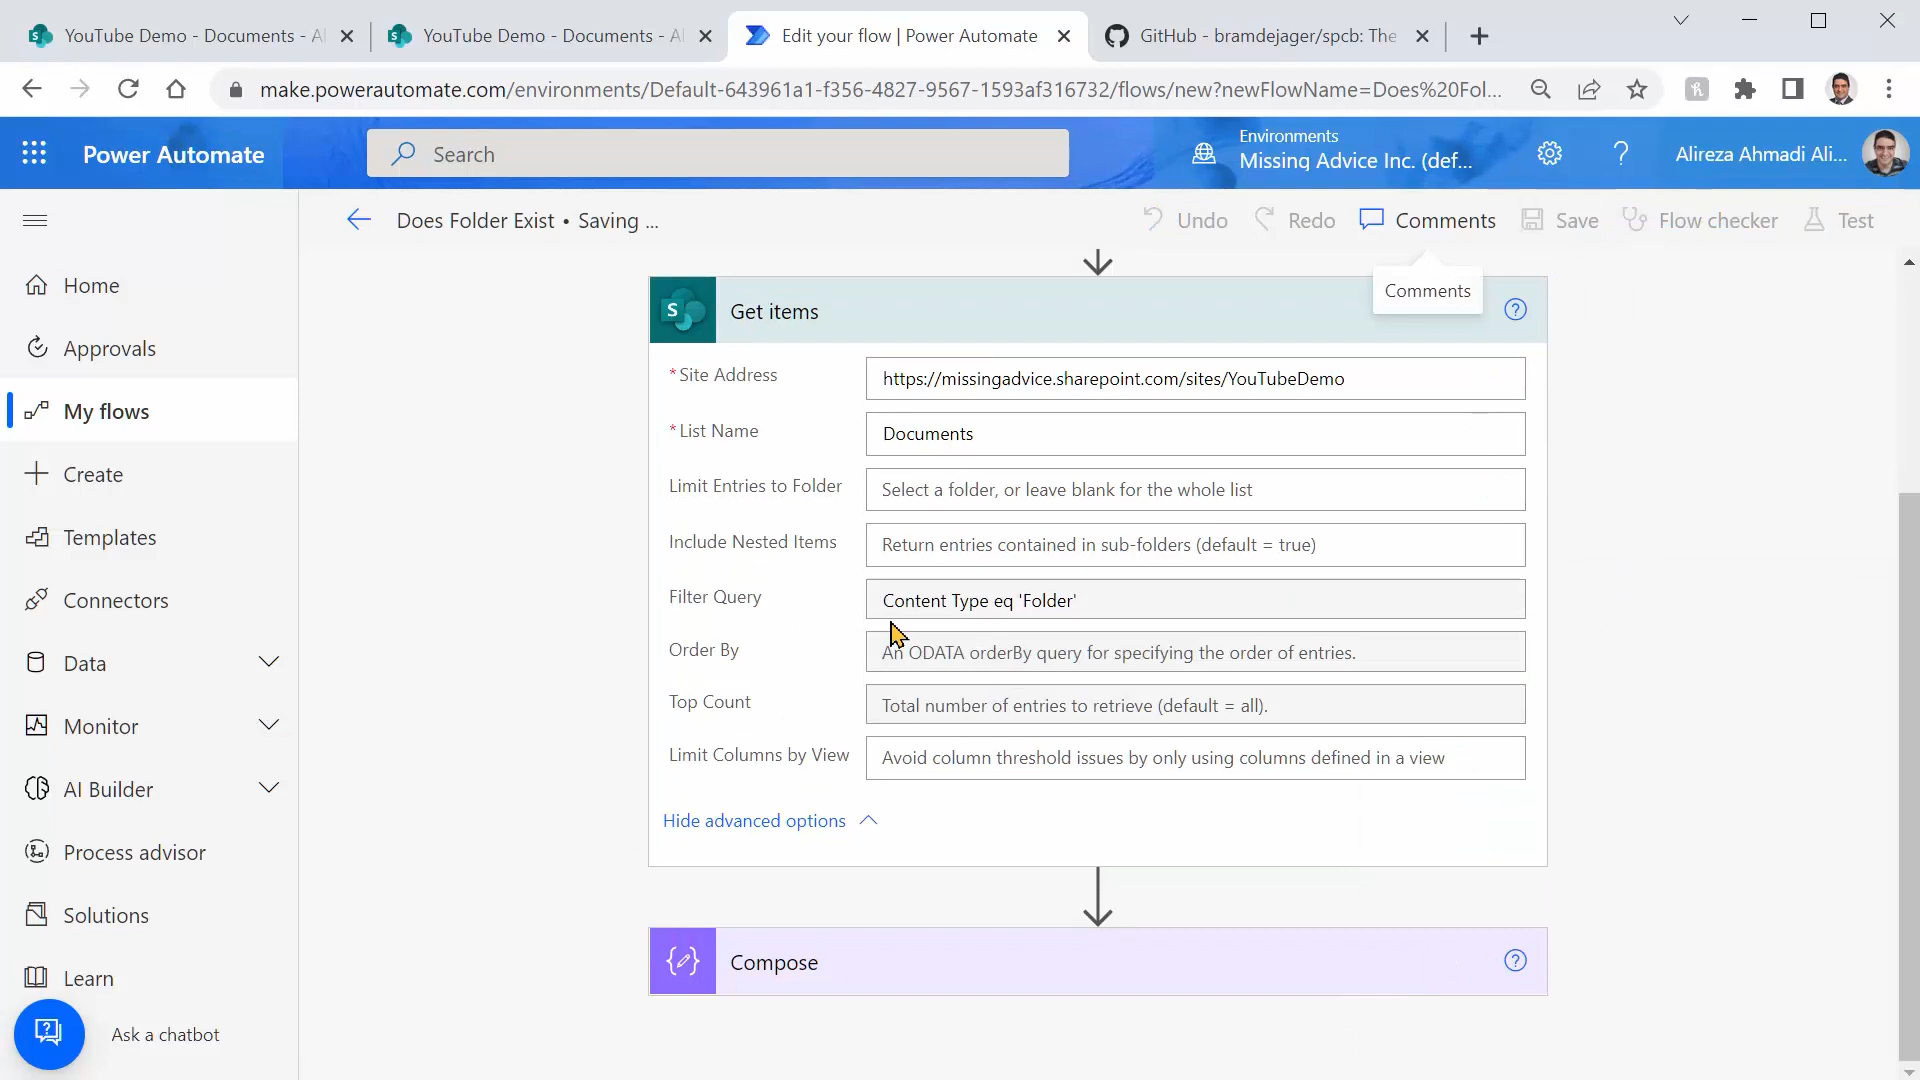 YouTube Demo - Documents - Al
YouTube Demo - Documents - Al
Edit your flow | Power Automate
GitHub - bramdejager/spcb: The
make.powerautomate.com/environments/Default-643961a1-f356-4827-9567-1593af316732/flows/new?newFlowName=Does%20Fol...
Power Automate
Search
Environments
Missing Advice Inc. (def...
Alireza Ahmadi Ali...
Does Folder Exist • Saving ...
Undo
Redo
Comments
Save
Flow checker
Test
Comments
Home
Approvals
My flows
Create
Templates
Connectors
Data
Monitor
AI Builder
Process advisor
Solutions
Learn
Ask a chatbot
S
Get items
*Site Address
https://missingadvice.sharepoint.com/sites/YouTubeDemo
*List Name
Documents
Limit Entries to Folder
Select a folder, or leave blank for the whole list
Include Nested Items
Return entries contained in sub-folders (default = true)
Filter Query
Content Type eq 'Folder'
Order By
An ODATA orderBy query for specifying the order of entries.
Top Count
Total number of entries to retrieve (default = all).
Limit Columns by View
Avoid column threshold issues by only using columns defined in a view
Hide advanced options
Compose